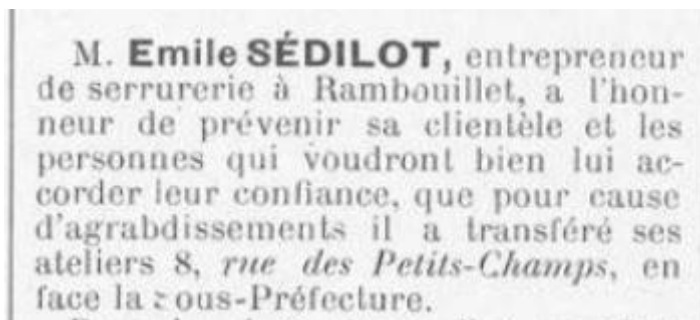 M. Emile SÉDILOT, entrepreneur
de serrurerie à Rambouillet, a l'hon-
neur de prévenir sa clientèle et les
personnes qui voudront bien lui ac-
corder leur confiance, que pour cause
d'agrabdissements il a transféré ses
ateliers 8, rue des Petits-Champs, en
face la sous-Préfecture.